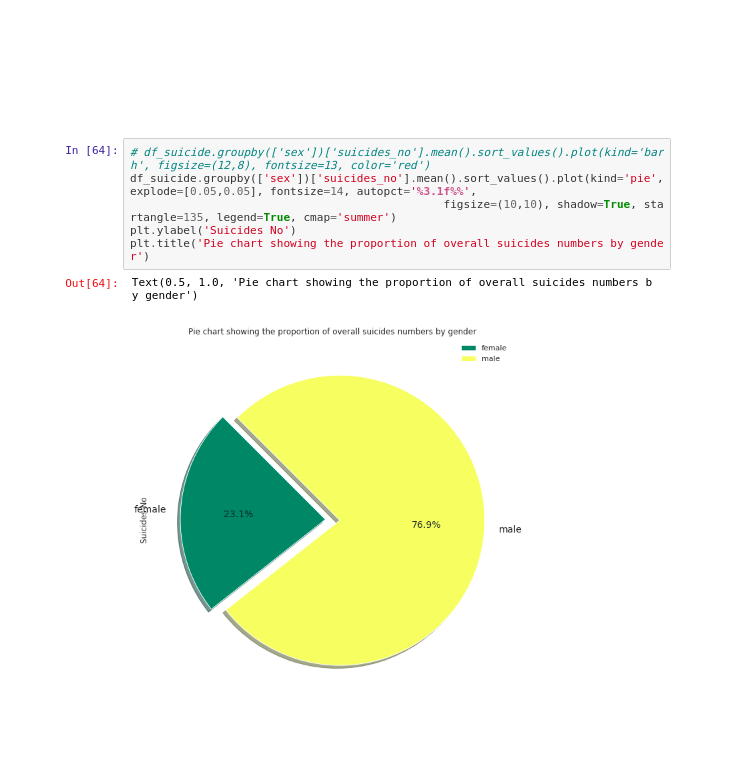 In [64]:
# df_suicide.groupby(['sex'])['suicides_no'].mean().sort_values().plot(kind='bar
h', figsize=(12,8), fontsize=13, color='red')
df_suicide.groupby(['sex'])['suicides_no'].mean().sort_values().plot(kind='pie',
explode=[0.05,0.05], fontsize=14, autopct='%3.1f%%',
figsize=(10,10), shadow=True, sta
rtangle=135, legend=True, cmap='summer')
plt.ylabel('Suicides No')
plt.title('Pie chart showing the proportion of overall suicides numbers by gende
r')
Out[64]:
Text(0.5, 1.0, 'Pie chart showing the proportion of overall suicides numbers b
y gender')
Pie chart showing the proportion of overall suicides numbers by gender
female
male
female
Suicides No
23.1%
76.9%
male